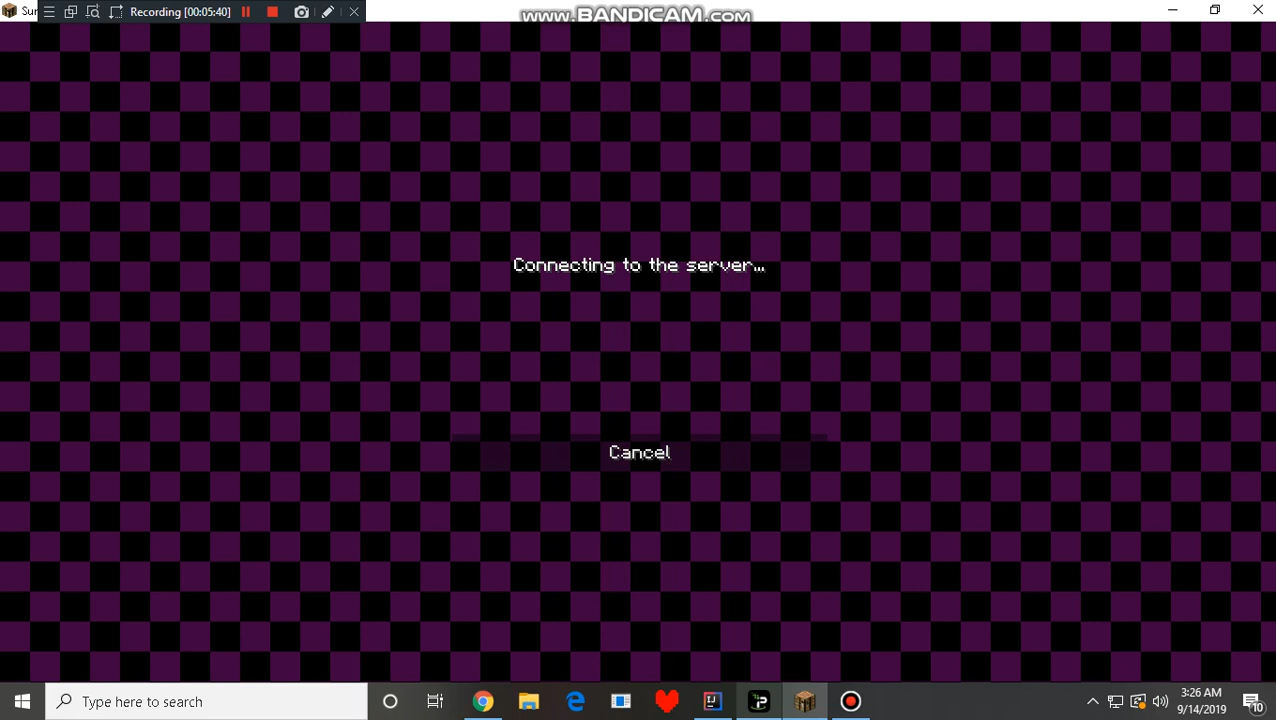 Sun
Recording [00:05:40]
www.BANDICAM.com
Connecting to the server...
Cancel
Type here to search
3:26 AM
9/14/2019
10